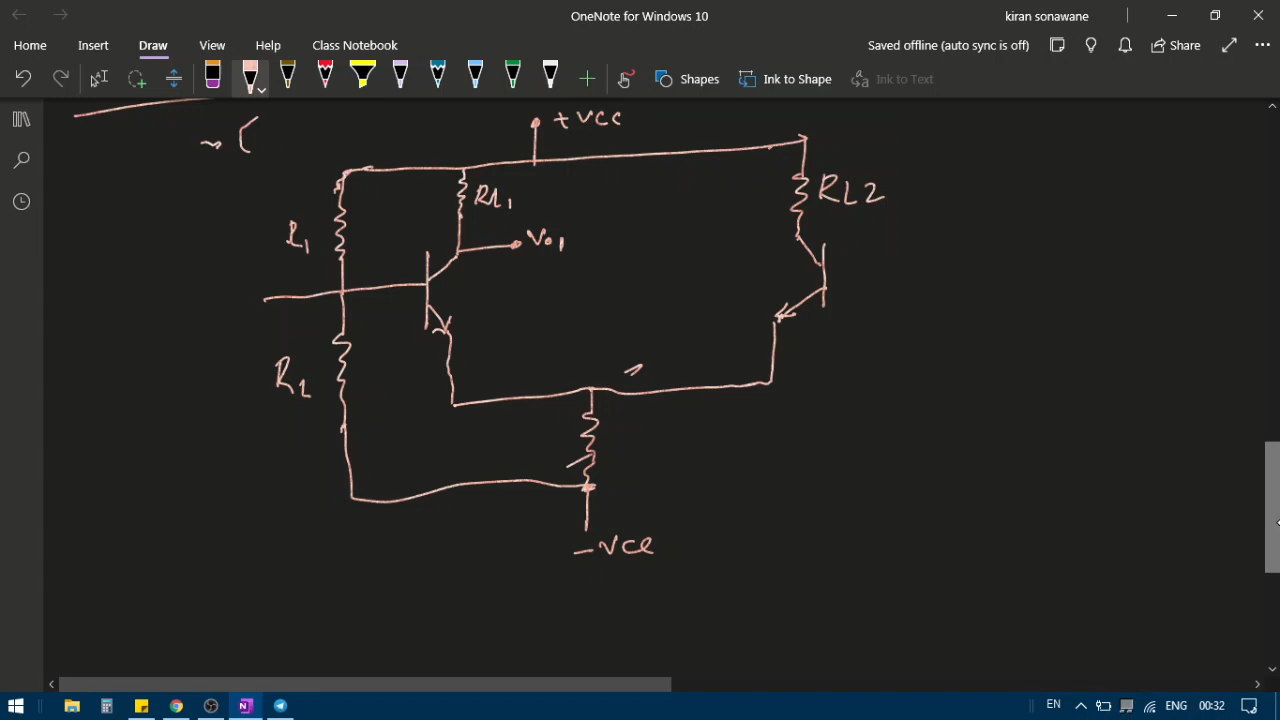 OneNote for Windows 10
kiran sonawane
Home
Insert
Draw
View
Help
Class Notebook
Saved offline (auto sync is off)
Share
Shapes
Ink to Shape
Ink to Text
+VCC
RL1
RL2
R1
Vo1
R2
-VCC
EN
ENG
00:32